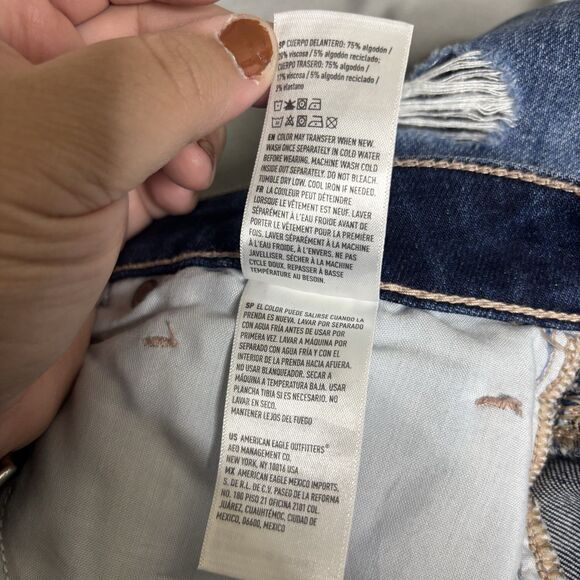 SP CUERPO DELANTERO: 75% algodón /
20% viscosa / 5% algodón reciclado;
CUERPO TRASERO: 75% algodón /
17% viscosa / 5% algodón reciclado /
3% elastano
EN COLOR MAY TRANSFER WHEN NEW.
WASH ONCE SEPARATELY IN COLD WATER
BEFORE WEARING. MACHINE WASH COLD
INSIDE OUT SEPARATELY. DO NOT BLEACH.
TUMBLE DRY LOW. COOL IRON IF NEEDED.
FR LA COULEUR PEUT DÉTEINDRE
LORSQUE LE VÊTEMENT EST NEUF. LAVER
SÉPARÉMENT À L'EAU FROIDE AVANT DE
PORTER LE VÊTEMENT POUR LA PREMIÈRE
FOIS. LAVER SÉPARÉMENT À LA MACHINE
À L'EAU FROIDE, À L'ENVERS. NE PAS
JAVELLISER. SÉCHER À LA MACHINE
CYCLE DOUX. REPASSER À BASSE
TEMPÉRATURE AU BESOIN.
SP EL COLOR PUEDE SALIRSE CUANDO LA
PRENDA ES NUEVA. LAVAR POR SEPARADO
CON AGUA FRÍA ANTES DE USAR POR
PRIMERA VEZ. LAVAR A MÁQUINA POR
SEPARADO CON AGUA FRÍA Y CON EL
INTERIOR DE LA PRENDA HACIA AFUERA.
NO USAR BLANQUEADOR. SECAR A
MÁQUINA A TEMPERATURA BAJA. USAR
PLANCHA TIBIA SI ES NECESARIO. NO
LAVAR EN SECO.
MANTENER LEJOS DEL FUEGO
US AMERICAN EAGLE OUTFITTERS®
AEO MANAGEMENT CO.
NEW YORK, NY 10016 USA
MX AMERICAN EAGLE MEXICO IMPORTS,
S. DE R.L. DE C.V. PASEO DE LA REFORMA
NO. 180 PISO 21 OFICINA 2101 COL.
JUÁREZ, CUAUHTÉMOC, CIUDAD DE
MEXICO, D6600, MEXICO